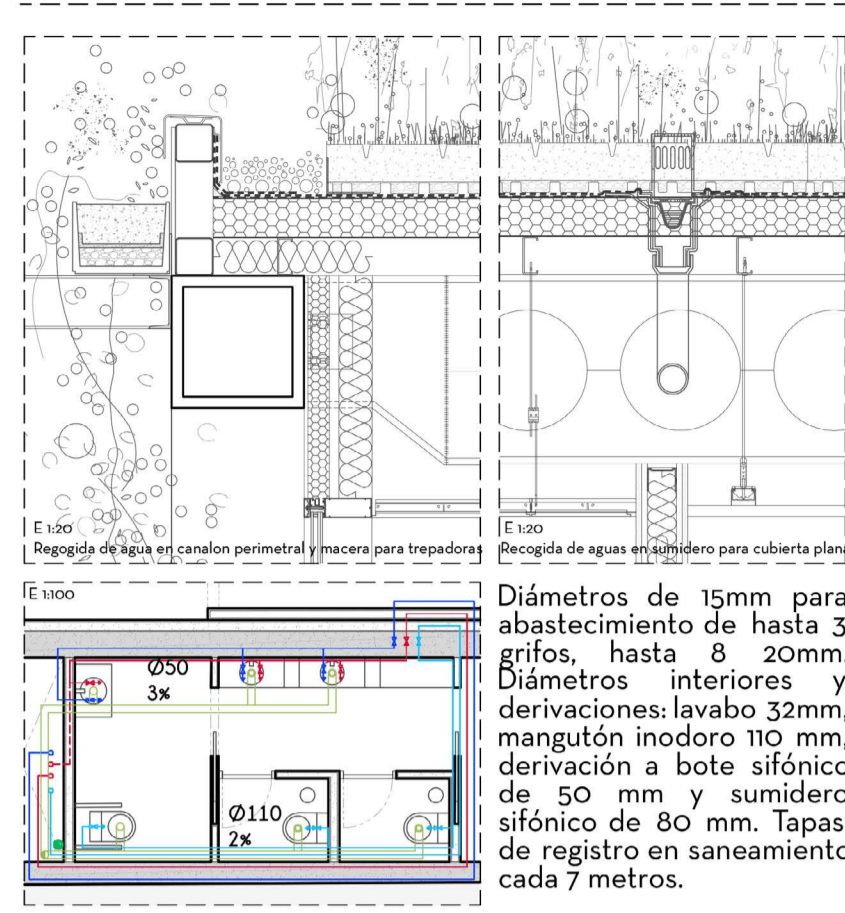 E 1:20
Regogida de agua en canalon perimetral y macera para trepadoras
E 1:20
Recogida de aguas en sumidero para cubierta plana
E 1:100
Ø50
3%
Ø110
2%
Diámetros de 15mm para
abastecimiento de hasta 3
grifos, hasta 8 20mm.
Diámetros interiores y
derivaciones: lavabo 32mm,
mangutón inodoro 110 mm,
derivación a bote sifónico
de 50 mm y sumidero
sifónico de 80 mm. Tapas
de registro en saneamiento
cada 7 metros.